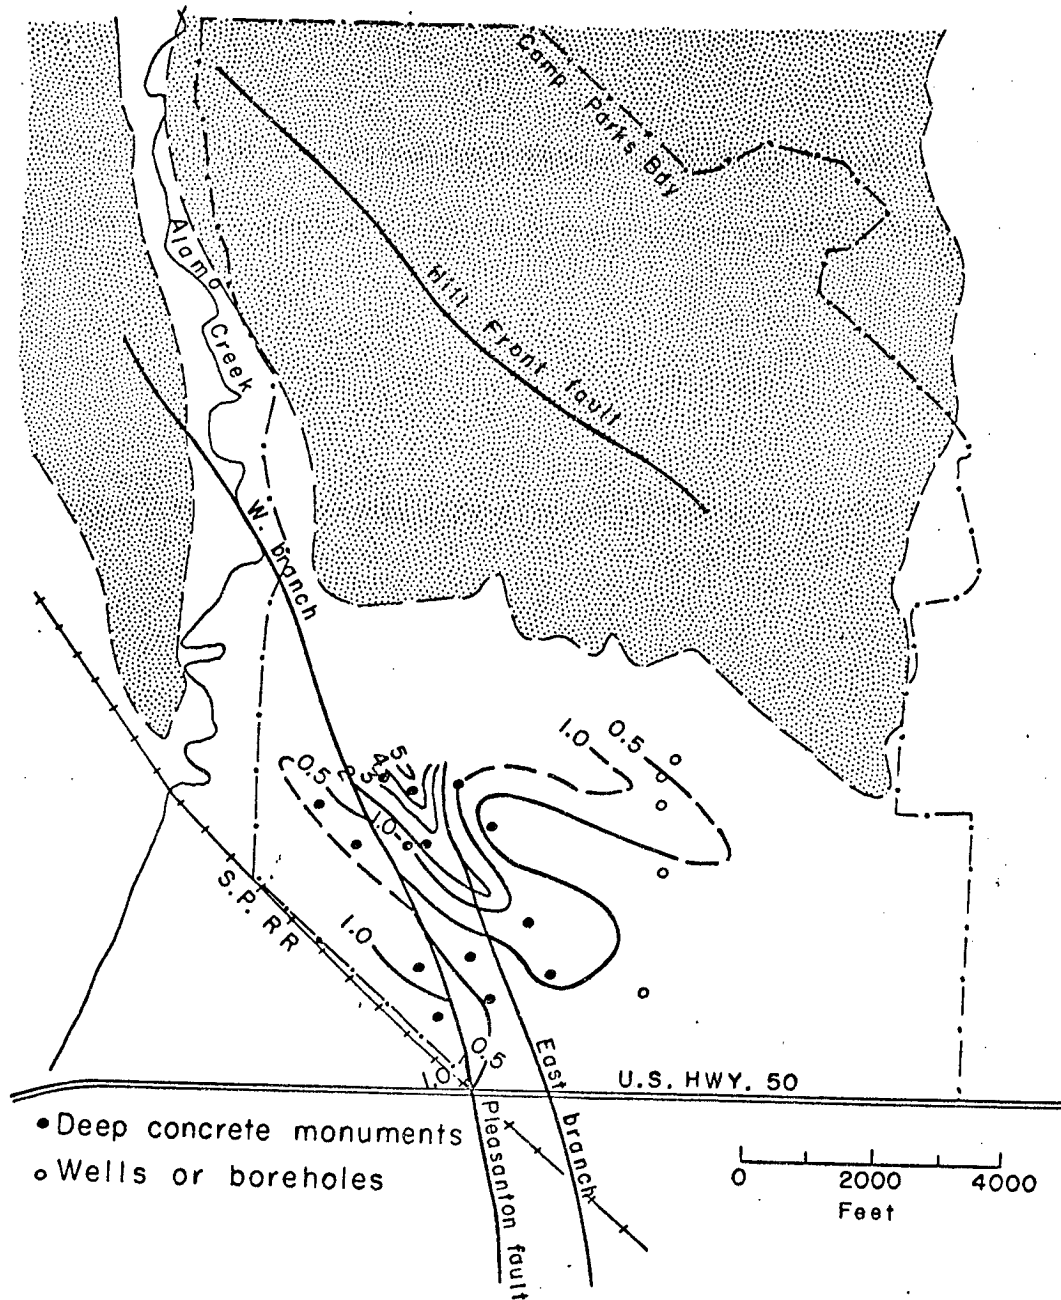 Camp Parks Bdy
Alamo Creek
Hill Front fault
W. branch
1.0
0.5
5
4.5
3
2
0.5
1.0
S.P. RR
1.0
0.5
1.0
East branch
U.S. HWY. 50
Pleasanton fault
Deep concrete monuments
Wells or boreholes
0 2000 4000
Feet